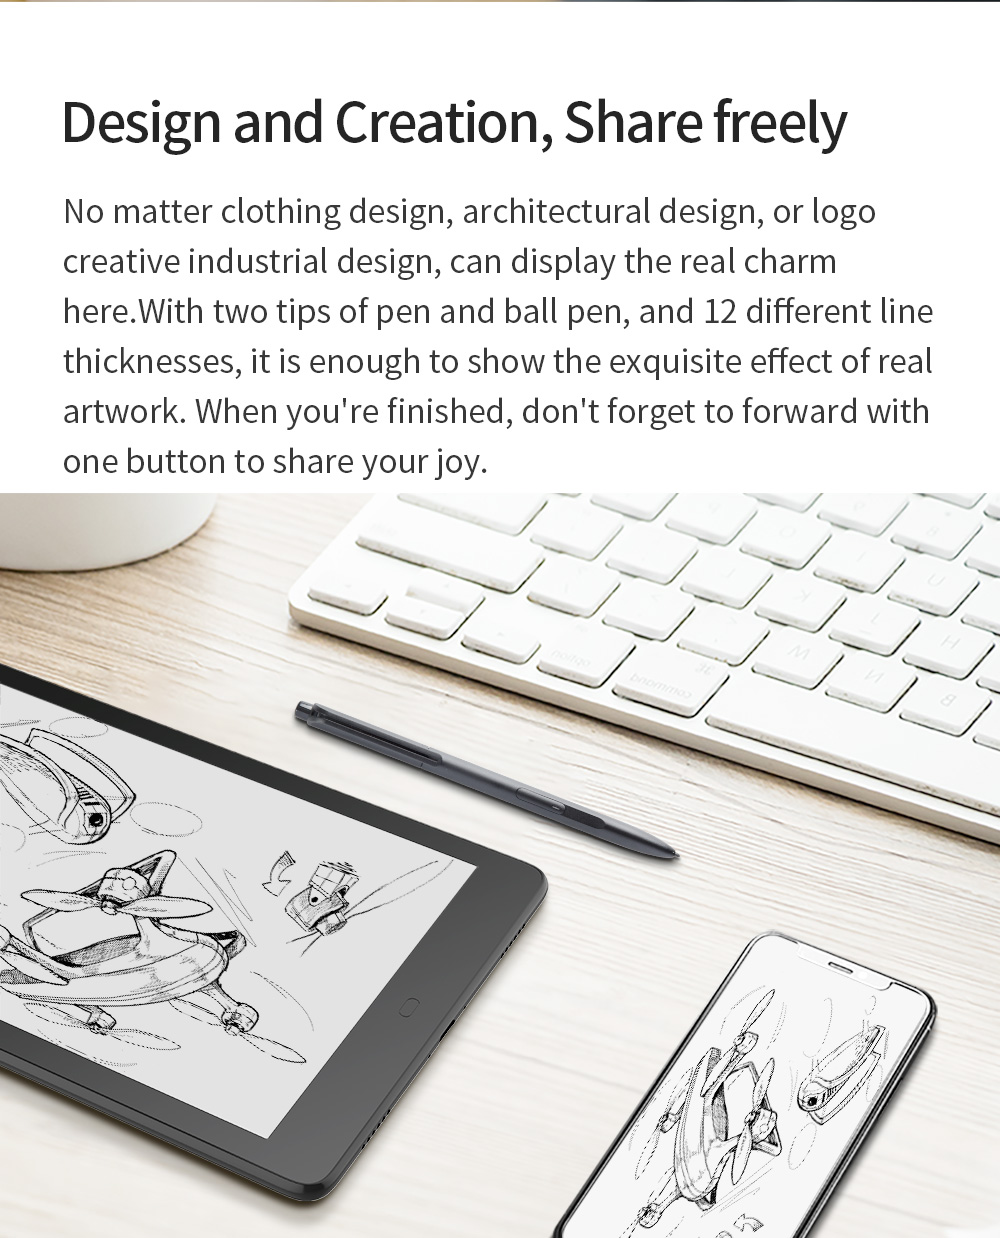 Design and Creation, Share freely
No matter clothing design, architectural design, or logo
creative industrial design, can display the real charm
here.With two tips of pen and ball pen, and 12 different line
thicknesses, it is enough to show the exquisite effect of real
artwork. When you're finished, don't forget to forward with
one button to share your joy.
option
command